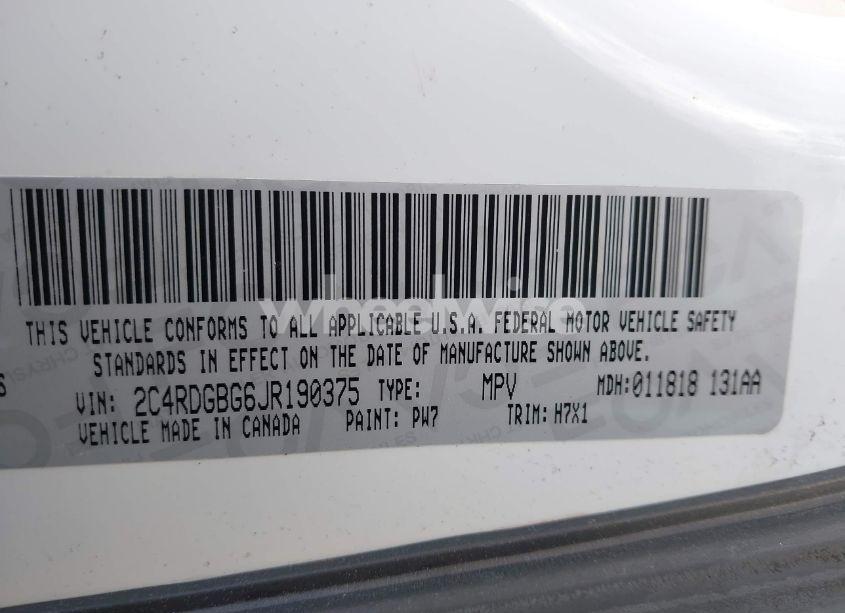 wheelwise
THIS VEHICLE CONFORMS TO ALL APPLICABLE U.S.A. FEDERAL MOTOR VEHICLE SAFETY
STANDARDS IN EFFECT ON THE DATE OF MANUFACTURE SHOWN ABOVE.
VIN: 2C4RDGBG6JR190375 TYPE: MPV MDH:011818 131AA
VEHICLE MADE IN CANADA PAINT: PW7 TRIM: H7X1